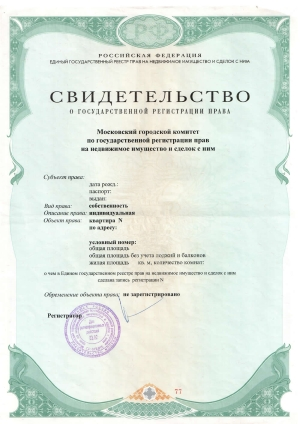 РОССИЙСКАЯ ФЕДЕРАЦИЯ
ЕДИНЫЙ ГОСУДАРСТВЕННЫЙ РЕЕСТР ПРАВ НА НЕДВИЖИМОЕ ИМУЩЕСТВО И СДЕЛОК С НИМ
СВИДЕТЕЛЬСТВО
О ГОСУДАРСТВЕННОЙ РЕГИСТРАЦИИ ПРАВА
Московский городской комитет
по государственной регистрации прав
на недвижимое имущество и сделок с ним
Субъект права:
дата рожд.:
паспорт:
выдан:
Вид права: собственность
Описание права: индивидуальная
Объект права: квартира N
по адресу:
условный номер:
общая площадь
общая площадь без учета лоджий и балконов
жилая площадь кв. м, количество комнат:
о чем в Едином государственном реестре прав на недвижимое имущество и сделок с ним
сделана запись регистрации N
Обременение объекта права: не зарегистрировано
Регистратор
77